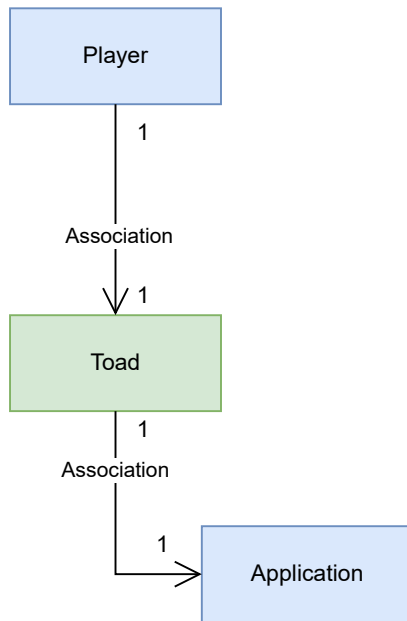 Player
1
Association
1
Toad
1
Association
1
Application